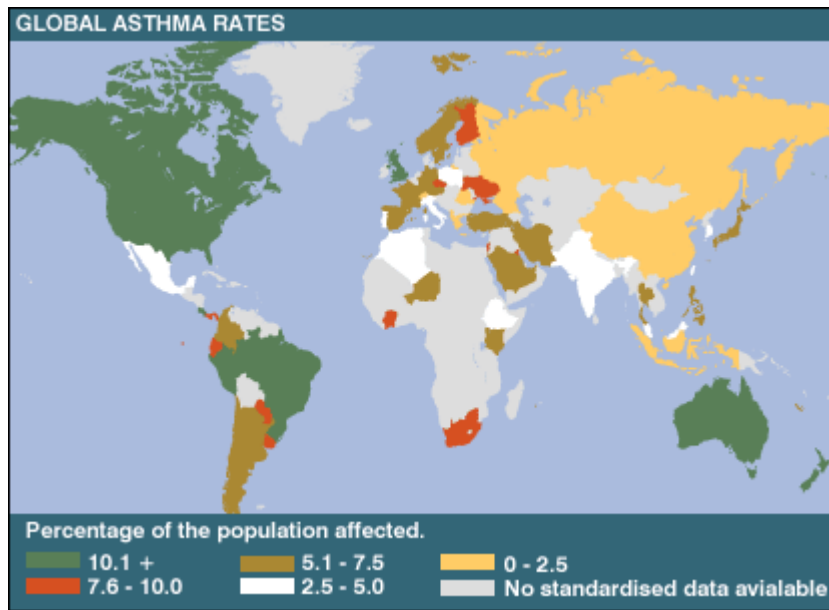 GLOBAL ASTHMA RATES
Percentage of the population affected.
10.1 +
5.1 - 7.5
0 - 2.5
7.6 - 10.0
2.5 - 5.0
No standardised data avialable